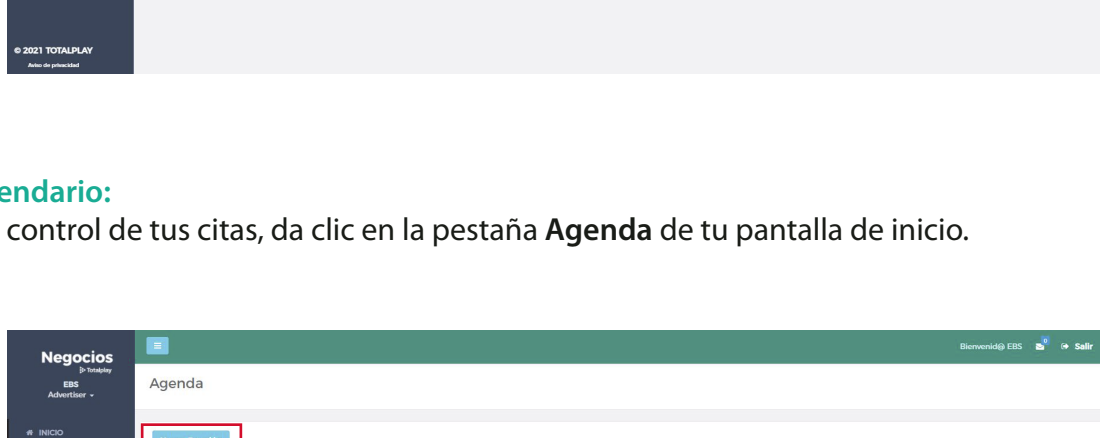 © 2021 TOTALPLAY
Aviso de privacidad
endario:
control de tus citas, da clic en la pestaña Agenda de tu pantalla de inicio.
Negocios
Totalplay
EBS
Advertiser
Bienvenid@ EBS
0
Salir
Agenda
INICIO